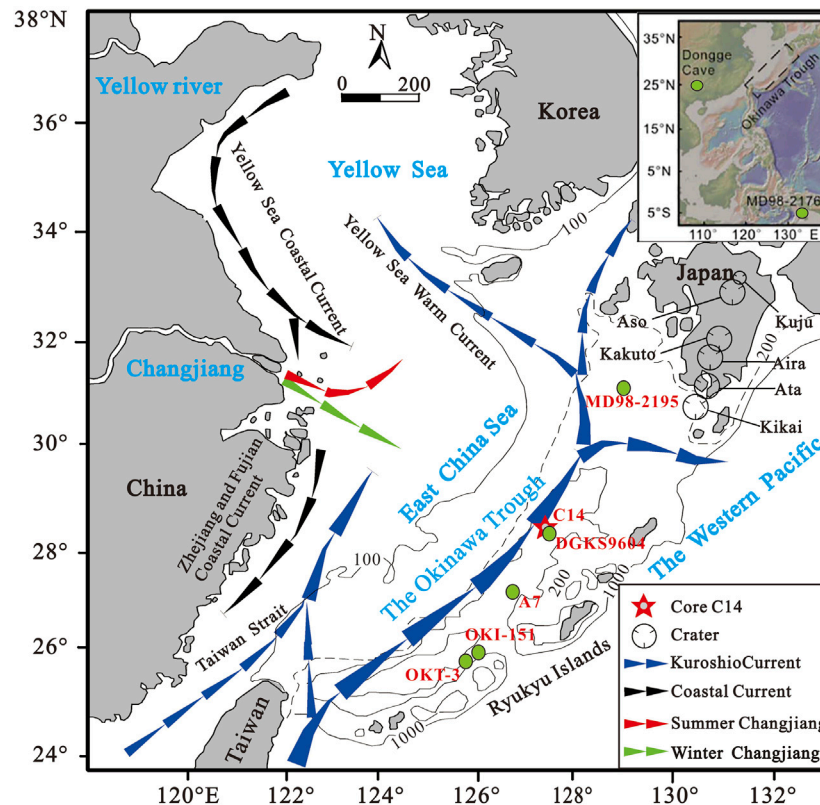 38°N
36°
34°
32°
30°
28°
26°
24°
120°E
122°
124°
126°
128°
130°
132°
N
0
200
Yellow river
Korea
Yellow Sea
Yellow Sea
Coastal Current
Yellow Sea
Warm Current
100
35°N
25°N
15°N
5°N
5°S
110°
120°
130° E
Dongge
Cave
Okinawa Trough
MD98-2176
Japan
Aso
Kuju
Kakuto
200
Aira
Ata
Kikai
MD98-2195
Changjiang
China
East China Sea
Zhejiang and Fujian
Coastal Current
The Okinawa Trough
The Western Pacific
C14
DGKS9604
100
200
1000
A7
Taiwan Strait
OKI-151
OKT-3
Ryukyu Islands
1000
Taiwan
Core C14
Crater
KuroshioCurrent
Coastal Current
Summer Changjiang
Winter Changjiang